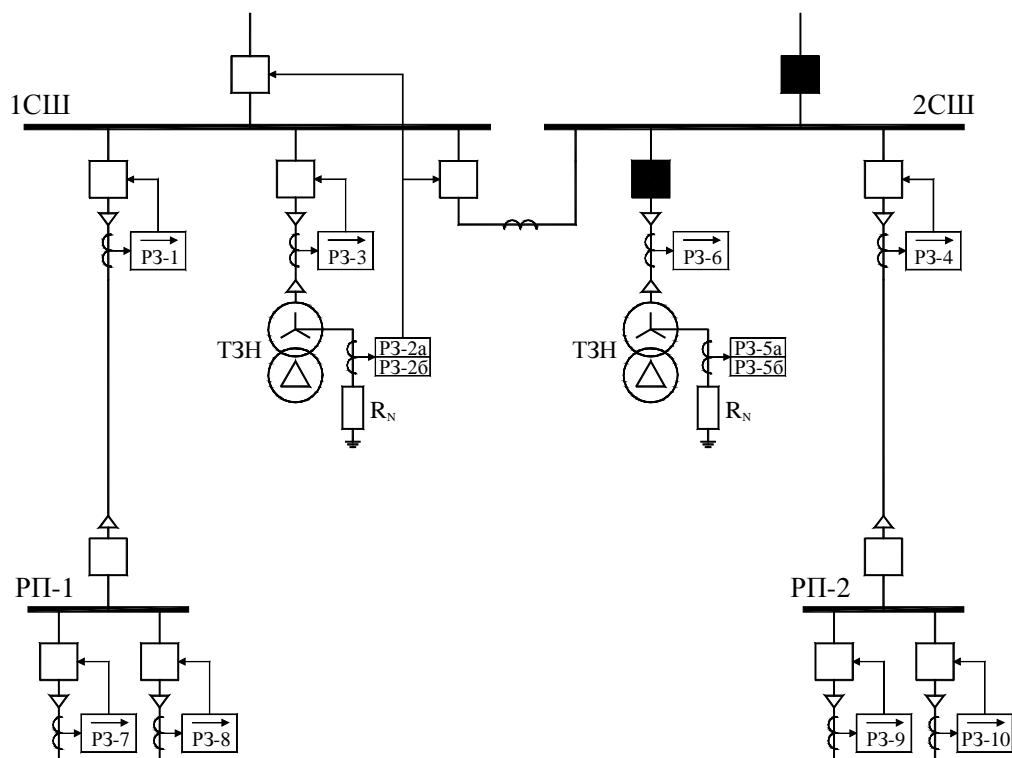 1СШ
2СШ
РЗ-1
РЗ-3
РЗ-6
РЗ-4
ТЗН
РЗ-2а
РЗ-2б
ТЗН
РЗ-5а
РЗ-5б
R_N
R_N
РП-1
РП-2
РЗ-7
РЗ-8
РЗ-9
РЗ-10